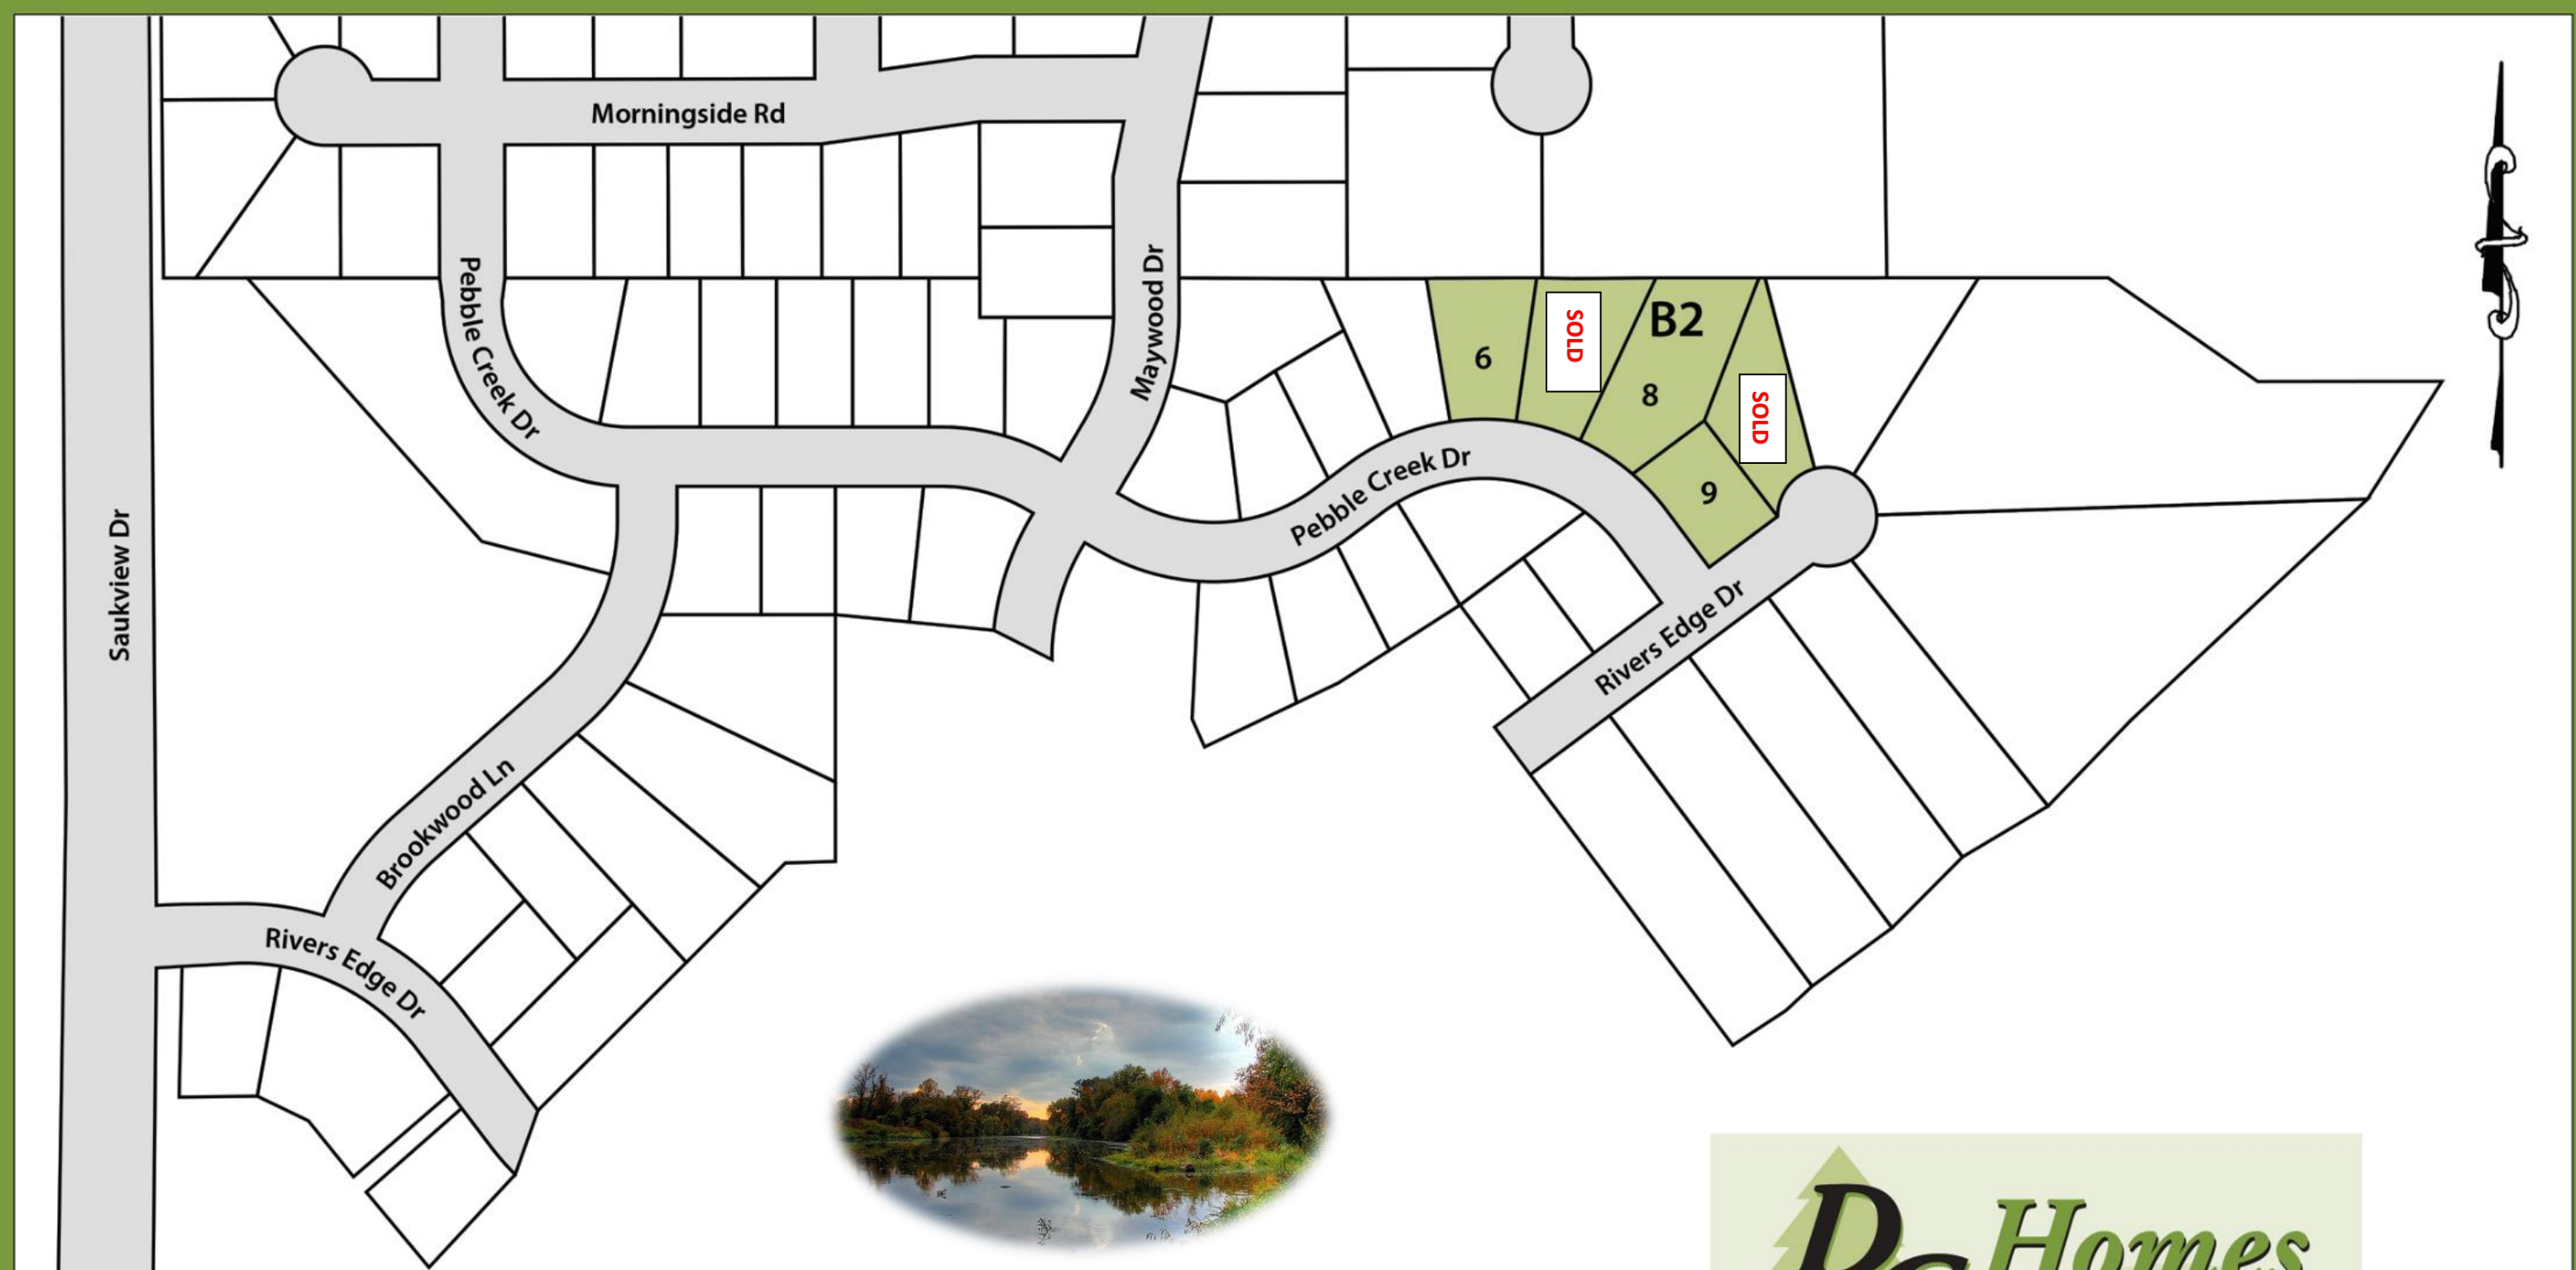 Morningside Rd
Pebble Creek Dr
Maywood Dr
B2
6
SOLD
8
SOLD
9
Pebble Creek Dr
Saukview Dr
Rivers Edge Dr
Brookwood Ln
Rivers Edge Dr
Homes